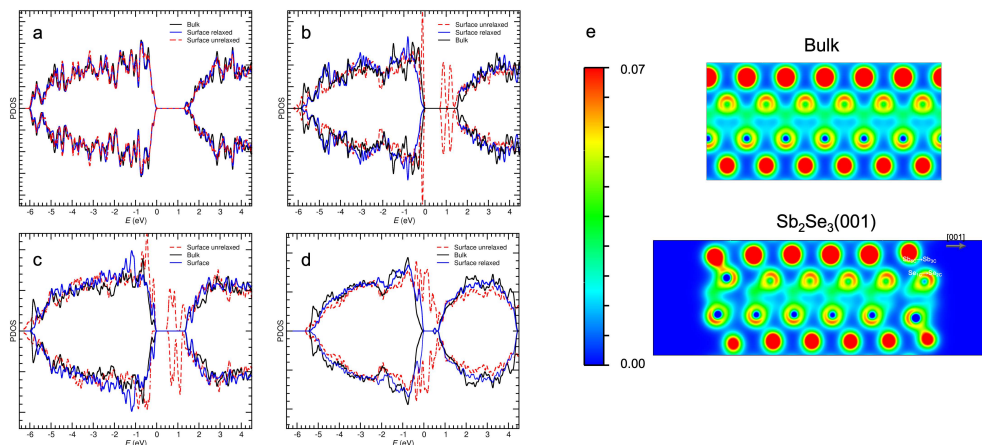 a
Bulk
Surface relaxed
Surface unrelaxed
PDOS
-6 -5 -4 -3 -2 -1 0 1 2 3 4
E (eV)
b
Surface unrelaxed
Surface relaxed
Bulk
PDOS
-6 -5 -4 -3 -2 -1 0 1 2 3 4
E (eV)
c
Surface unrelaxed
Bulk
Surface
PDOS
-6 -5 -4 -3 -2 -1 0 1 2 3 4
E (eV)
d
Surface unrelaxed
Bulk
Surface relaxed
PDOS
-6 -5 -4 -3 -2 -1 0 1 2 3 4
E (eV)
e
0.07
0.00
Bulk
Sb₂Se₃(001)
[001]